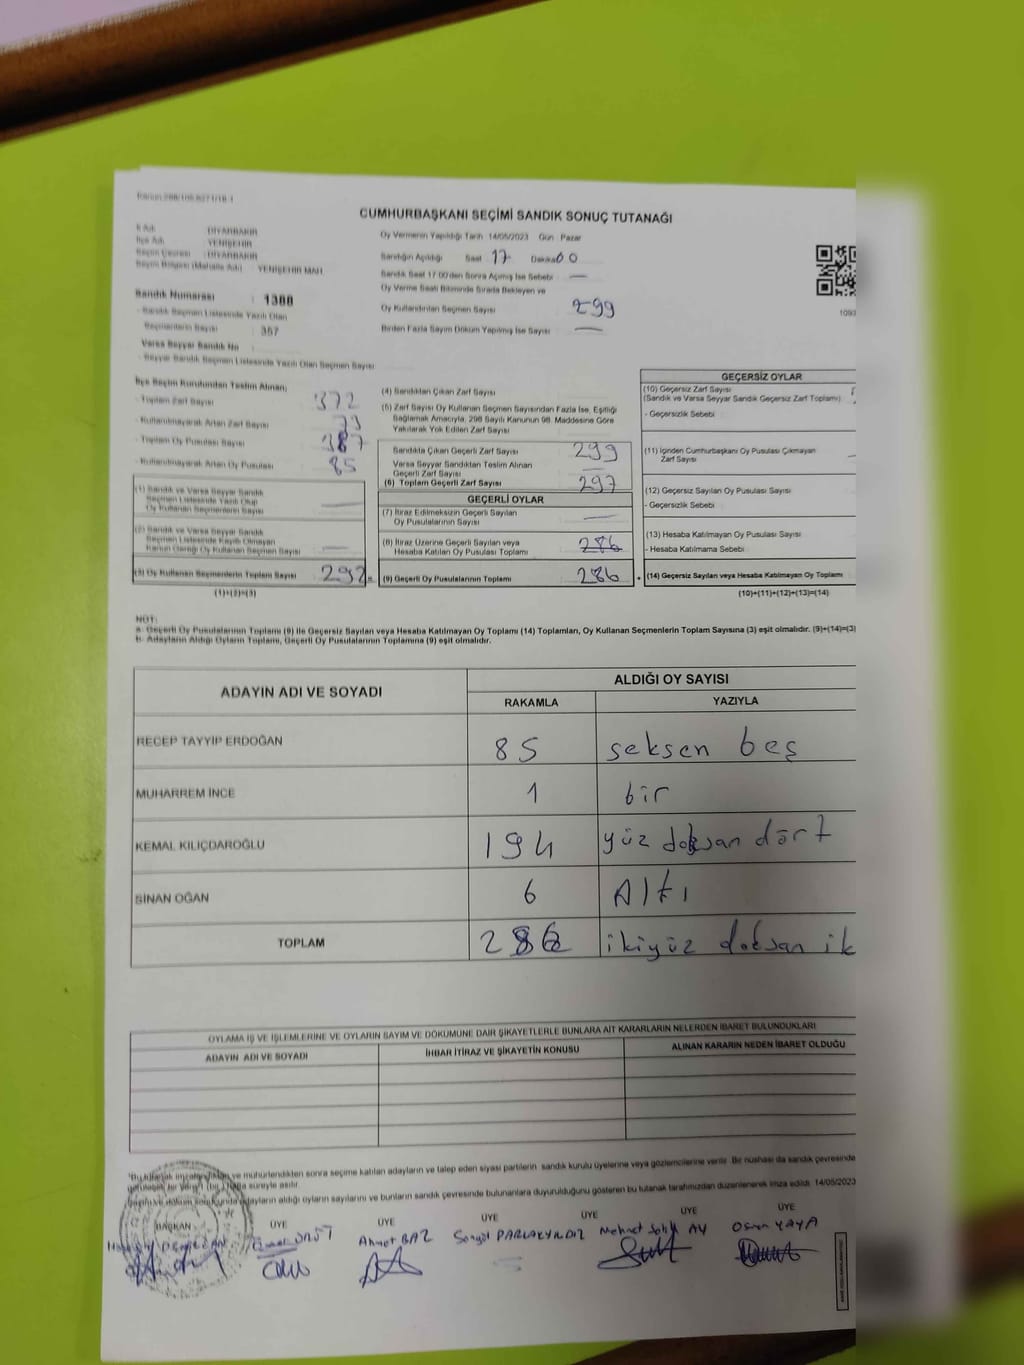 CUMHURBAŞKANI SEÇİMİ SANDIK SONUÇ TUTANAĞI
İl Adı : DİYARBAKIR
İlçe Adı : YENİŞEHİR
Seçim Çevresi : DİYARBAKIR
Seçim Bölgesi (Mahalle Adı) : YENİŞEHİR MAH.
Sandık Numarası : 1388
- Sandık Seçmen Listesinde Yazılı Olan
Seçmenlerin Sayısı : 367
Varsa Seyyar Sandık No :
- Seyyar Sandık Seçmen Listesinde Yazılı Olan Seçmen Sayısı
Oy Vermenin Yapıldığı Tarih 14/05/2023 Gün Pazar
Sandığın Açıldığı Saat 17 Dakika 00
Sandık Saat 17:00'den Sonra Açılmış İse Sebebi —
Oy Verme Saati Bitiminde Sırada Bekleyen ve
Oy Kullandırılan Seçmen Sayısı 299
Birden Fazla Sayım Döküm Yapılmış İse Sayısı —
İlçe Seçim Kurulundan Teslim Alınan;
- Toplam Zarf Sayısı 372
- Kullanılmayarak Artan Zarf Sayısı 73
- Toplam Oy Pusulası Sayısı 387
- Kullanılmayarak Artan Oy Pusulası 85
(1) Sandık ve Varsa Seyyar Sandık
Seçmen Listesinde Yazılı Olup
Oy Kullanan Seçmenlerin Sayısı —
(2) Sandık ve Varsa Seyyar Sandık
Seçmen Listesinde Kayıtlı Olmayan
Kanun Gereği Oy Kullanan Seçmen Sayısı —
(3) Oy Kullanan Seçmenlerin Toplam Sayısı 292 =
(1)+(2)=(3)
(4) Sandıktan Çıkan Zarf Sayısı
(5) Zarf Sayısı Oy Kullanan Seçmen Sayısından Fazla İse, Eşitliği
Sağlamak Amacıyla, 298 Sayılı Kanunun 98. Maddesine Göre
Yakılarak Yok Edilen Zarf Sayısı
Sandıkta Çıkan Geçerli Zarf Sayısı 299
Varsa Seyyar Sandıktan Teslim Alınan
Geçerli Zarf Sayısı —
(6) Toplam Geçerli Zarf Sayısı 297
GEÇERLİ OYLAR
(7) İtiraz Edilmeksizin Geçerli Sayılan
Oy Pusulalarının Sayısı —
(8) İtiraz Üzerine Geçerli Sayılan veya
Hesaba Katılan Oy Pusulası Toplamı 286
(9) Geçerli Oy Pusulalarının Toplamı 286 +
GEÇERSİZ OYLAR
(10) Geçersiz Zarf Sayısı
(Sandık ve Varsa Seyyar Sandık Geçersiz Zarf Toplamı)
- Geçersizlik Sebebi
(11) İçinden Cumhurbaşkanı Oy Pusulası Çıkmayan
Zarf Sayısı
(12) Geçersiz Sayılan Oy Pusulası Sayısı
- Geçersizlik Sebebi
(13) Hesaba Katılmayan Oy Pusulası Sayısı
- Hesaba Katılmama Sebebi
(14) Geçersiz Sayılan veya Hesaba Katılmayan Oy Toplamı
(10)+(11)+(12)+(13)=(14)
NOT:
a- Geçerli Oy Pusulalarının Toplamı (9) ile Geçersiz Sayılan veya Hesaba Katılmayan Oy Toplamı (14) Toplamları, Oy Kullanan Seçmenlerin Toplam Sayısına (3) eşit olmalıdır. (9)+(14)=(3)
b- Adayların Aldığı Oyların Toplamı, Geçerli Oy Pusulalarının Toplamına (9) eşit olmalıdır.
ADAYIN ADI VE SOYADI ALDIĞI OY SAYISI
RAKAMLA YAZIYLA
RECEP TAYYİP ERDOĞAN 85 seksen beş
MUHARREM İNCE 1 bir
KEMAL KILIÇDAROĞLU 194 yüz doksan dört
SİNAN OĞAN 6 Altı
TOPLAM 286 ikiyüz doksan ik
OYLAMA İŞ VE İŞLEMLERİNE VE OYLARIN SAYIM VE DÖKÜMÜNE DAİR ŞİKAYETLERLE BUNLARA AİT KARARLARIN NELERDEN İBARET BULUNDUKLARI
ADAYIN ADI VE SOYADI İHBAR İTİRAZ VE ŞİKAYETİN KONUSU ALINAN KARARIN NEDEN İBARET OLDUĞU
ve mühürlendikten sonra seçime katılan adayların ve talep eden siyasi partilerin sandık kurulu üyelerine veya gözlemcilerine verilir. Bir nüshası da sandık çevresinde
süreyle asılır.
adayların aldığı oyların sayılarını ve bunların sandık çevresinde bulunanlara duyurulduğunu gösteren bu tutanak tarafımızdan düzenlenerek imza edildi. 14/05/2023
BAŞKAN ÜYE ÜYE ÜYE ÜYE ÜYE
Ahmet BAZ Songül PARLAKYILDIZ Mehmet Salih AY Osman YAYA